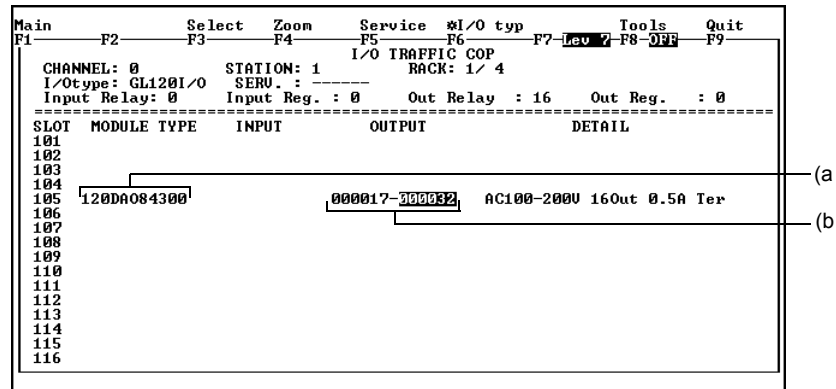 Main Select Zoom Service *I/O typ Tools Quit
F1 F2 F3 F4 F5 F6 F7-Lev 7-F8-OFF F9
I/O TRAFFIC COP
CHANNEL: 0 STATION: 1 RACK: 1/ 4
I/Otype: GL120I/O SERV. : ------
Input Relay: 0 Input Reg. : 0 Out Relay : 16 Out Reg. : 0
SLOT MODULE TYPE INPUT OUTPUT DETAIL
101
102
103
104
105 120DAO84300 000017-000032 AC100-200V 16Out 0.5A Ter
106
107
108
109
110
111
112
113
114
115
116
(a
(b